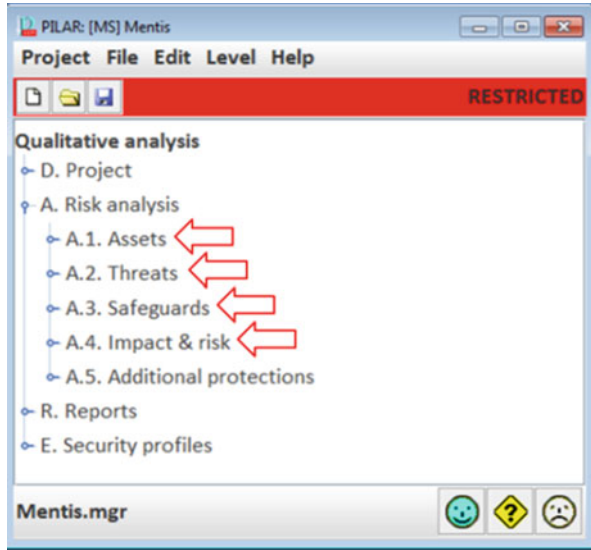 PILAR: [MS] Mentis
Project File Edit Level Help
RESTRICTED
Qualitative analysis
D. Project
A. Risk analysis
A.1. Assets
A.2. Threats
A.3. Safeguards
A.4. Impact & risk
A.5. Additional protections
R. Reports
E. Security profiles
Mentis.mgr
?